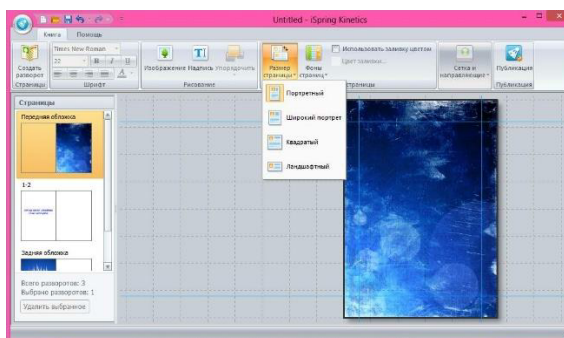 Untitled - iSpring Kinetics
Книга Помощь
Создать разворот
Страницы
Times New Roman
22
Шрифт
Изображение Надпись Упорядочить
Рисование
Размер страницы
Фоны страниц
Использовать заливку цветом
Цвет заливки...
Страницы
Сетка и направляющие
Публикация
Публикация
Портретный
Широкий портрет
Квадратый
Ландшафтный
Страницы
Передняя обложка
1-2
Задняя обложка
Всего разворотов: 3
Выбрано разворотов: 1
Удалить выбранное